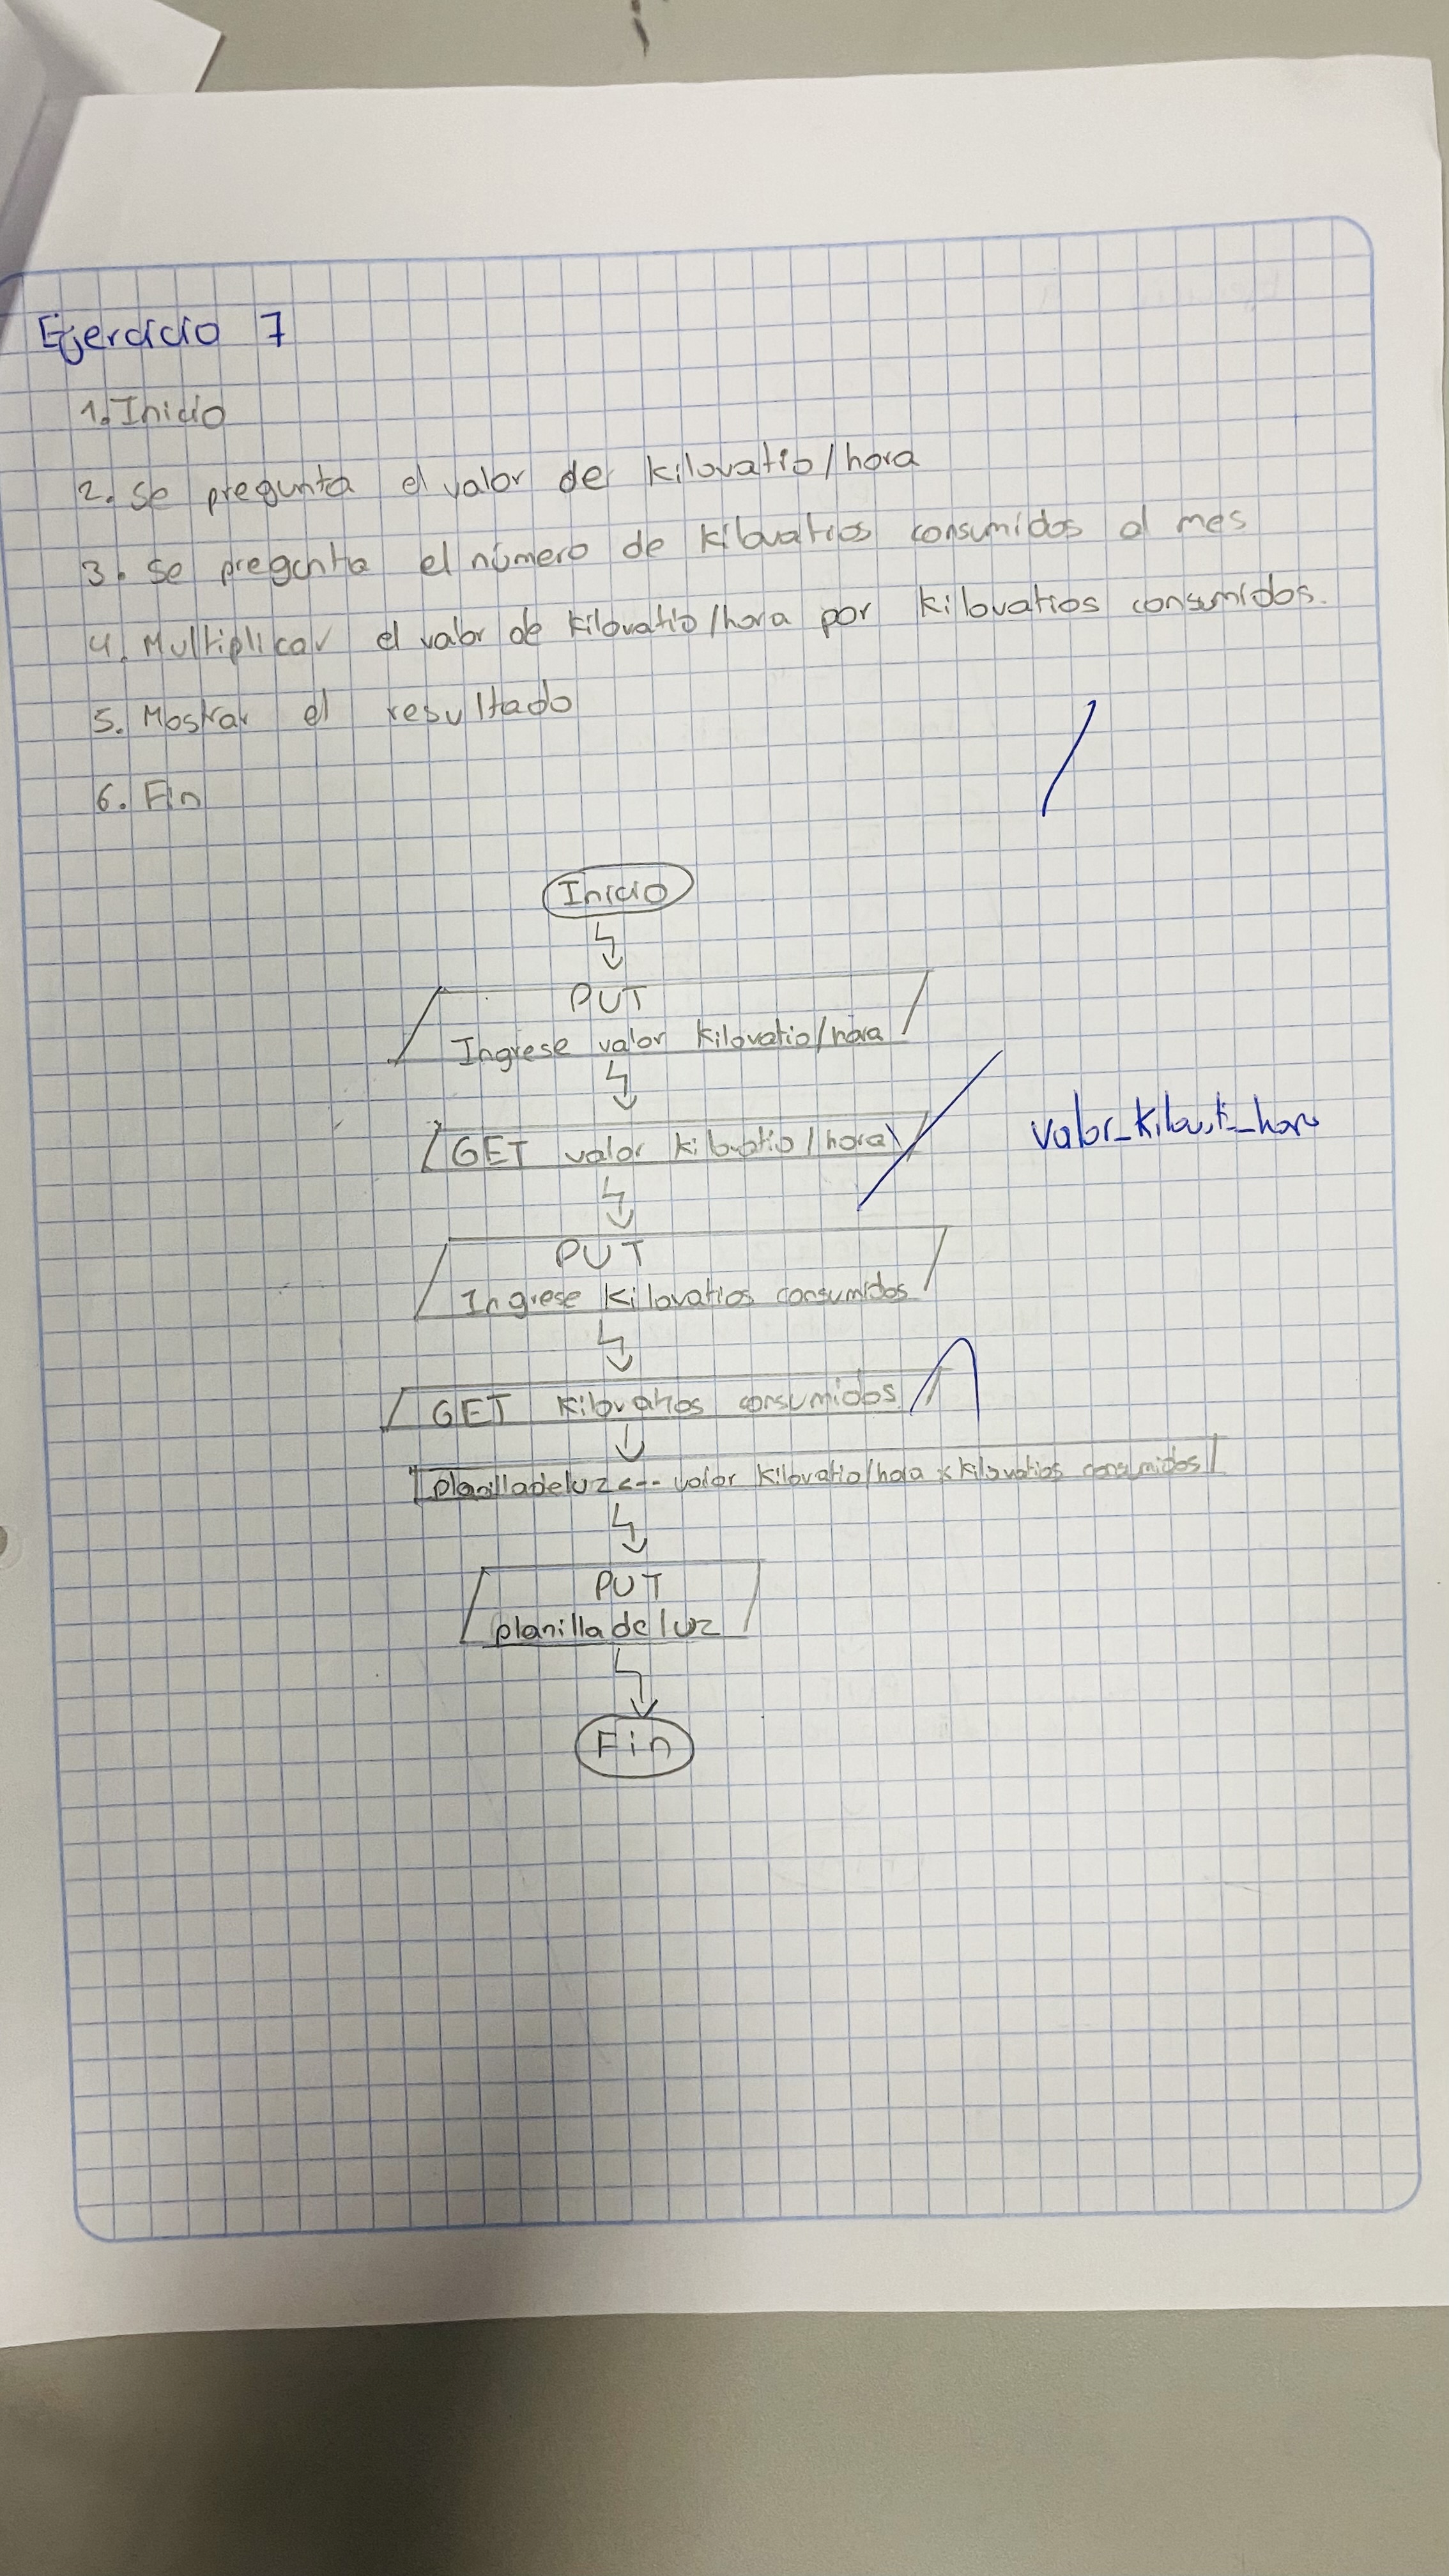 Ejercicio 7
1. Inicio
2. Se pregunta el valor de kilovatio/hora
3. Se pregunta el número de kilovatios consumidos al mes
4. Multiplicar el valor de kilovatio/hora por kilovatios consumidos.
5. Mostrar el resultado
6. Fin
Inicio
PUT
Ingrese valor kilovatio/hora
GET valor kilovatio/hora
PUT
Ingrese kilovatios consumidos
GET kilovatios consumidos
planilladeluz <-- valor kilovatio/hora x kilovatios consumidos
PUT
planilla de luz
Fin